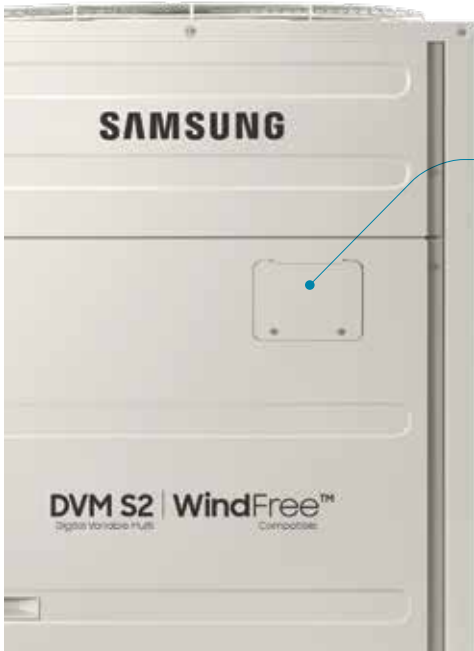 SAMSUNG
DVM S2 | WindFree™
Digital Variable Multi Compatible